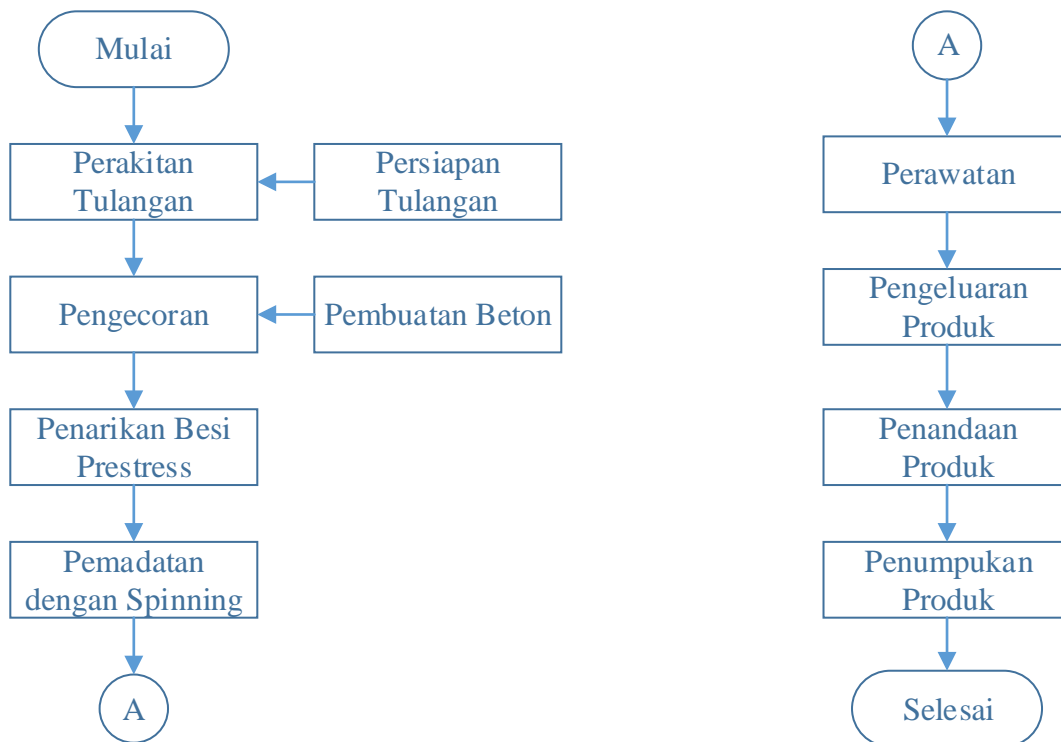 Mulai
Perakitan
Tulangan
Persiapan
Tulangan
Pengecoran
Pembuatan Beton
Penarikan Besi
Prestress
Pemadatan
dengan Spinning
A
A
Perawatan
Pengeluaran
Produk
Penandaan
Produk
Penumpukan
Produk
Selesai